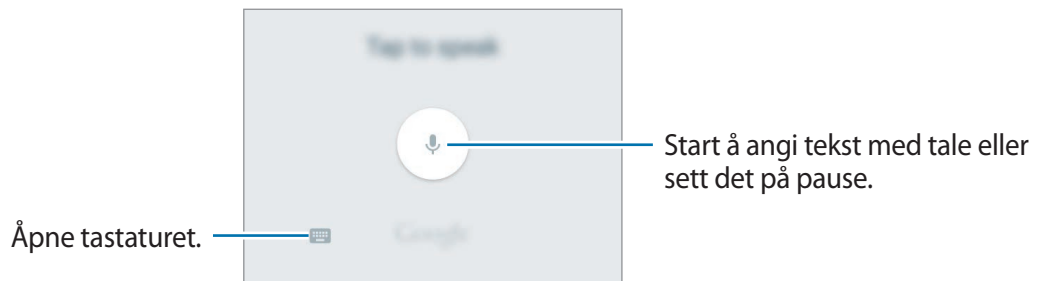 Tap to speak
Start å angi tekst med tale eller
sett det på pause.
Åpne tastaturet.
Google